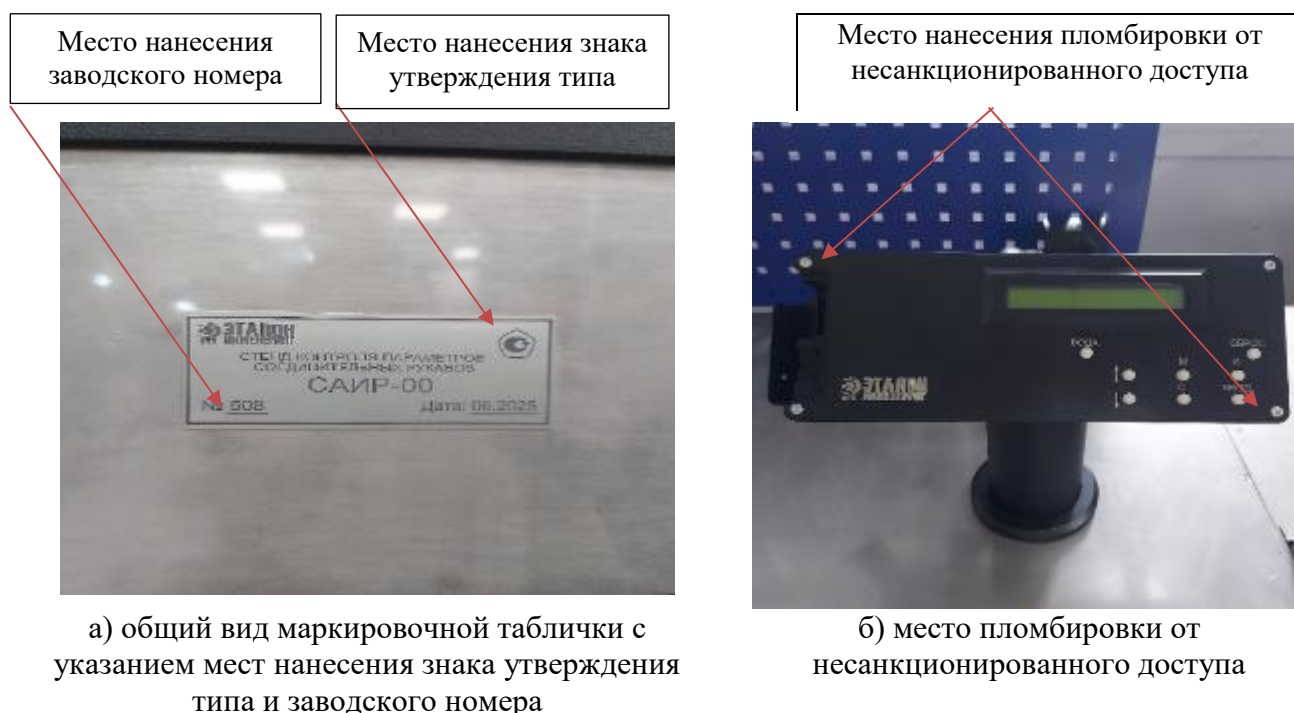 Место нанесения
заводского номера
Место нанесения знака
утверждения типа
Место нанесения пломбировки от
несанкционированного доступа
ЭТАЛОН
СТЕНД КОНТРОЛЯ ПАРАМЕТРОВ
СОЕДИНИТЕЛЬНЫХ РУКАВОВ
САИР-00
№ 508
Дата: 06.2025
СБРОС
ЭТАЛОН
а) общий вид маркировочной таблички с
указанием мест нанесения знака утверждения
типа и заводского номера
б) место пломбировки от
несанкционированного доступа